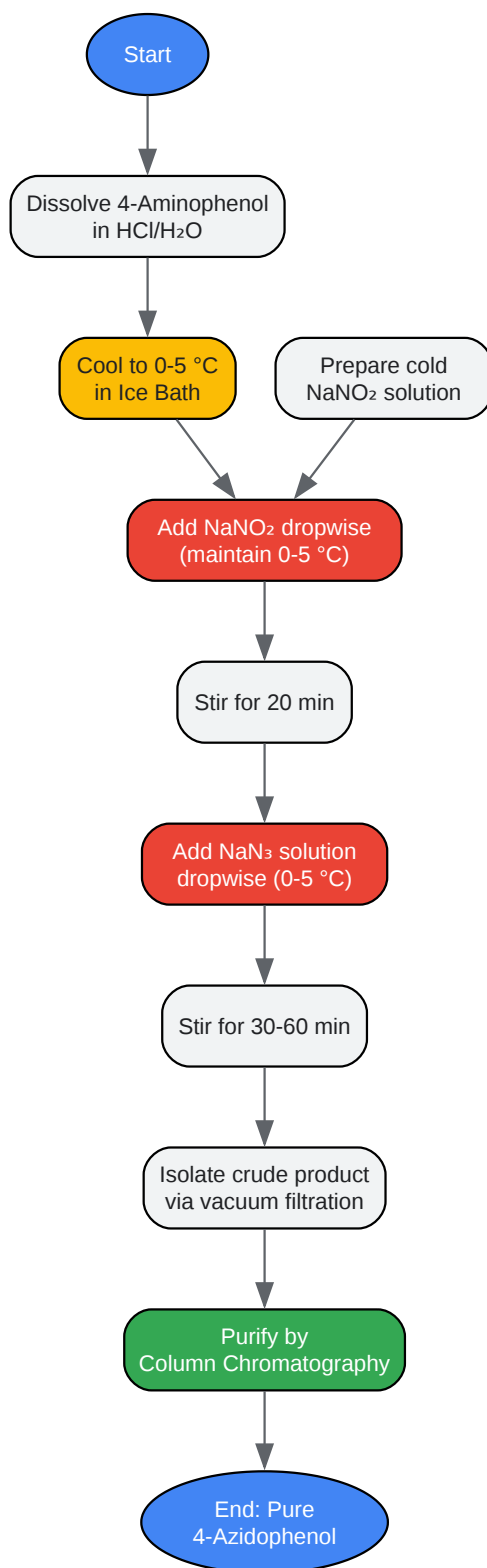 Start
Dissolve 4-Aminophenol
in HCl/H₂O
Cool to 0-5 °C
in Ice Bath
Prepare cold
NaNO₂ solution
Add NaNO₂ dropwise
(maintain 0-5 °C)
Stir for 20 min
Add NaN₃ solution
dropwise (0-5 °C)
Stir for 30-60 min
Isolate crude product
via vacuum filtration
Purify by
Column Chromatography
End: Pure
4-Azidophenol